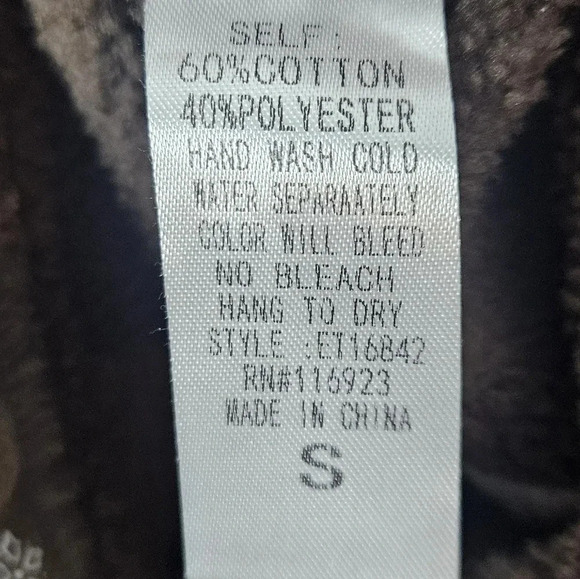 SELF:
60%COTTON
40%POLYESTER
HAND WASH COLD
WATER SEPARAATELY
COLOR WILL BLEED
NO BLEACH
HANG TO DRY
STYLE :ET16842
RN#116923
MADE IN CHINA
S